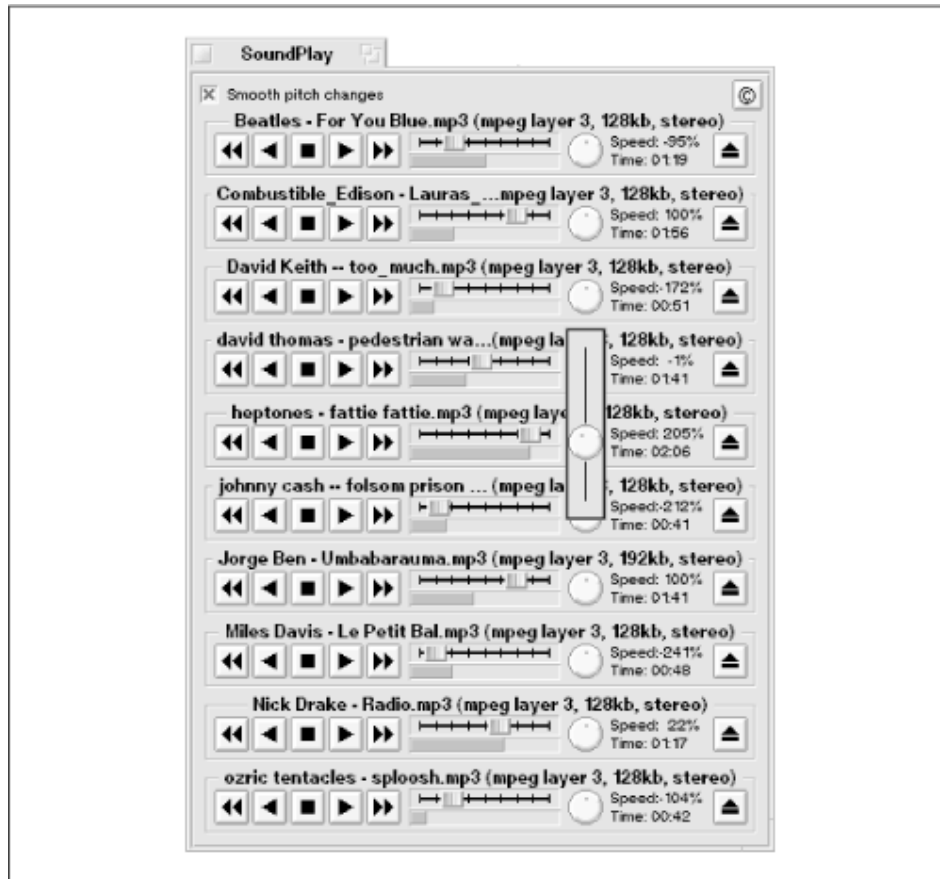 SoundPlay
Smooth pitch changes
©
Beatles - For You Blue.mp3 (mpeg layer 3, 128kb, stereo)
Speed: -95%
Time: 01:19
Combustible_Edison - Lauras_...mpeg layer 3, 128kb, stereo)
Speed: 100%
Time: 01:56
David Keith -- too_much.mp3 (mpeg layer 3, 128kb, stereo)
Speed:-172%
Time: 00:51
david thomas - pedestrian wa...(mpeg la 3, 128kb, stereo)
Speed: -1%
Time: 01:41
heptones - fattie fattie.mp3 (mpeg laye 128kb, stereo)
Speed: 205%
Time: 02:06
johnny cash -- folsom prison ... (mpeg la 3, 128kb, stereo)
Speed:-212%
Time: 00:41
Jorge Ben - Umbabarauma.mp3 (mpeg layer 3, 192kb, stereo)
Speed: 100%
Time: 01:41
Miles Davis - Le Petit Bal.mp3 (mpeg layer 3, 128kb, stereo)
Speed:-241%
Time: 00:48
Nick Drake - Radio.mp3 (mpeg layer 3, 128kb, stereo)
Speed: 22%
Time: 01:17
ozric tentacles - sploosh.mp3 (mpeg layer 3, 128kb, stereo)
Speed:-104%
Time: 00:42